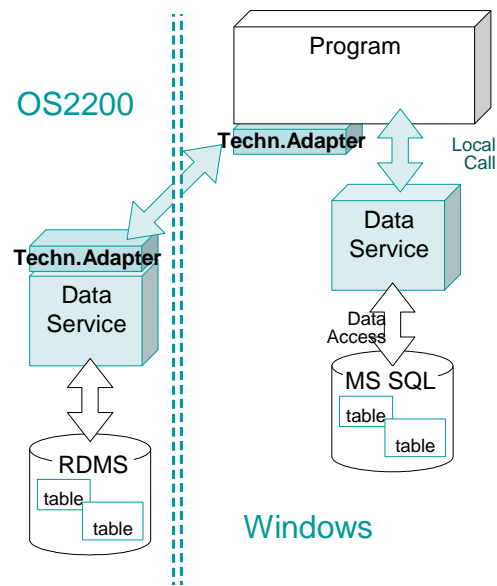 Program
OS2200
Techn.Adapter
Local
Call
Data
Service
Techn.Adapter
Data
Service
Data
Access
MS SQL
table
table
RDMS
table
table
Windows